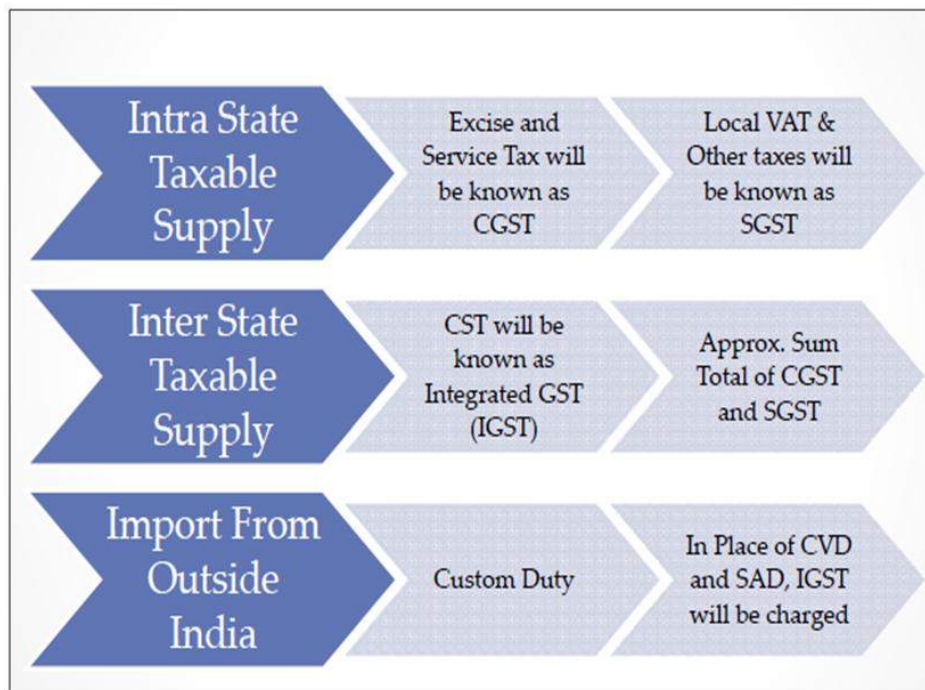 Intra State
Taxable
Supply
Excise and
Service Tax will
be known as
CGST
Local VAT &
Other taxes will
be known as
SGST
Inter State
Taxable
Supply
CST will be
known as
Integrated GST
(IGST)
Approx. Sum
Total of CGST
and SGST
Import From
Outside
India
Custom Duty
In Place of CVD
and SAD, IGST
will be charged